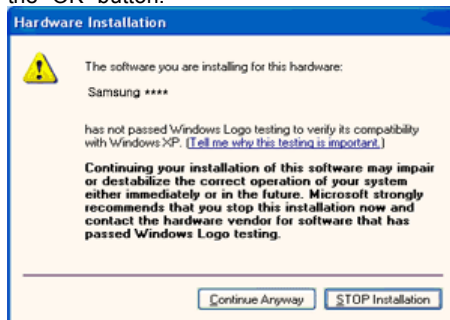 the "OK" button.
Hardware Installation
The software you are installing for this hardware:
Samsung ****
has not passed Windows Logo testing to verify its compatibility
with Windows XP. (Tell me why this testing is important.)
Continuing your installation of this software may impair
or destabilize the correct operation of your system
either immediately or in the future. Microsoft strongly
recommends that you stop this installation now and
contact the hardware vendor for software that has
passed Windows Logo testing.
Continue Anyway STOP Installation